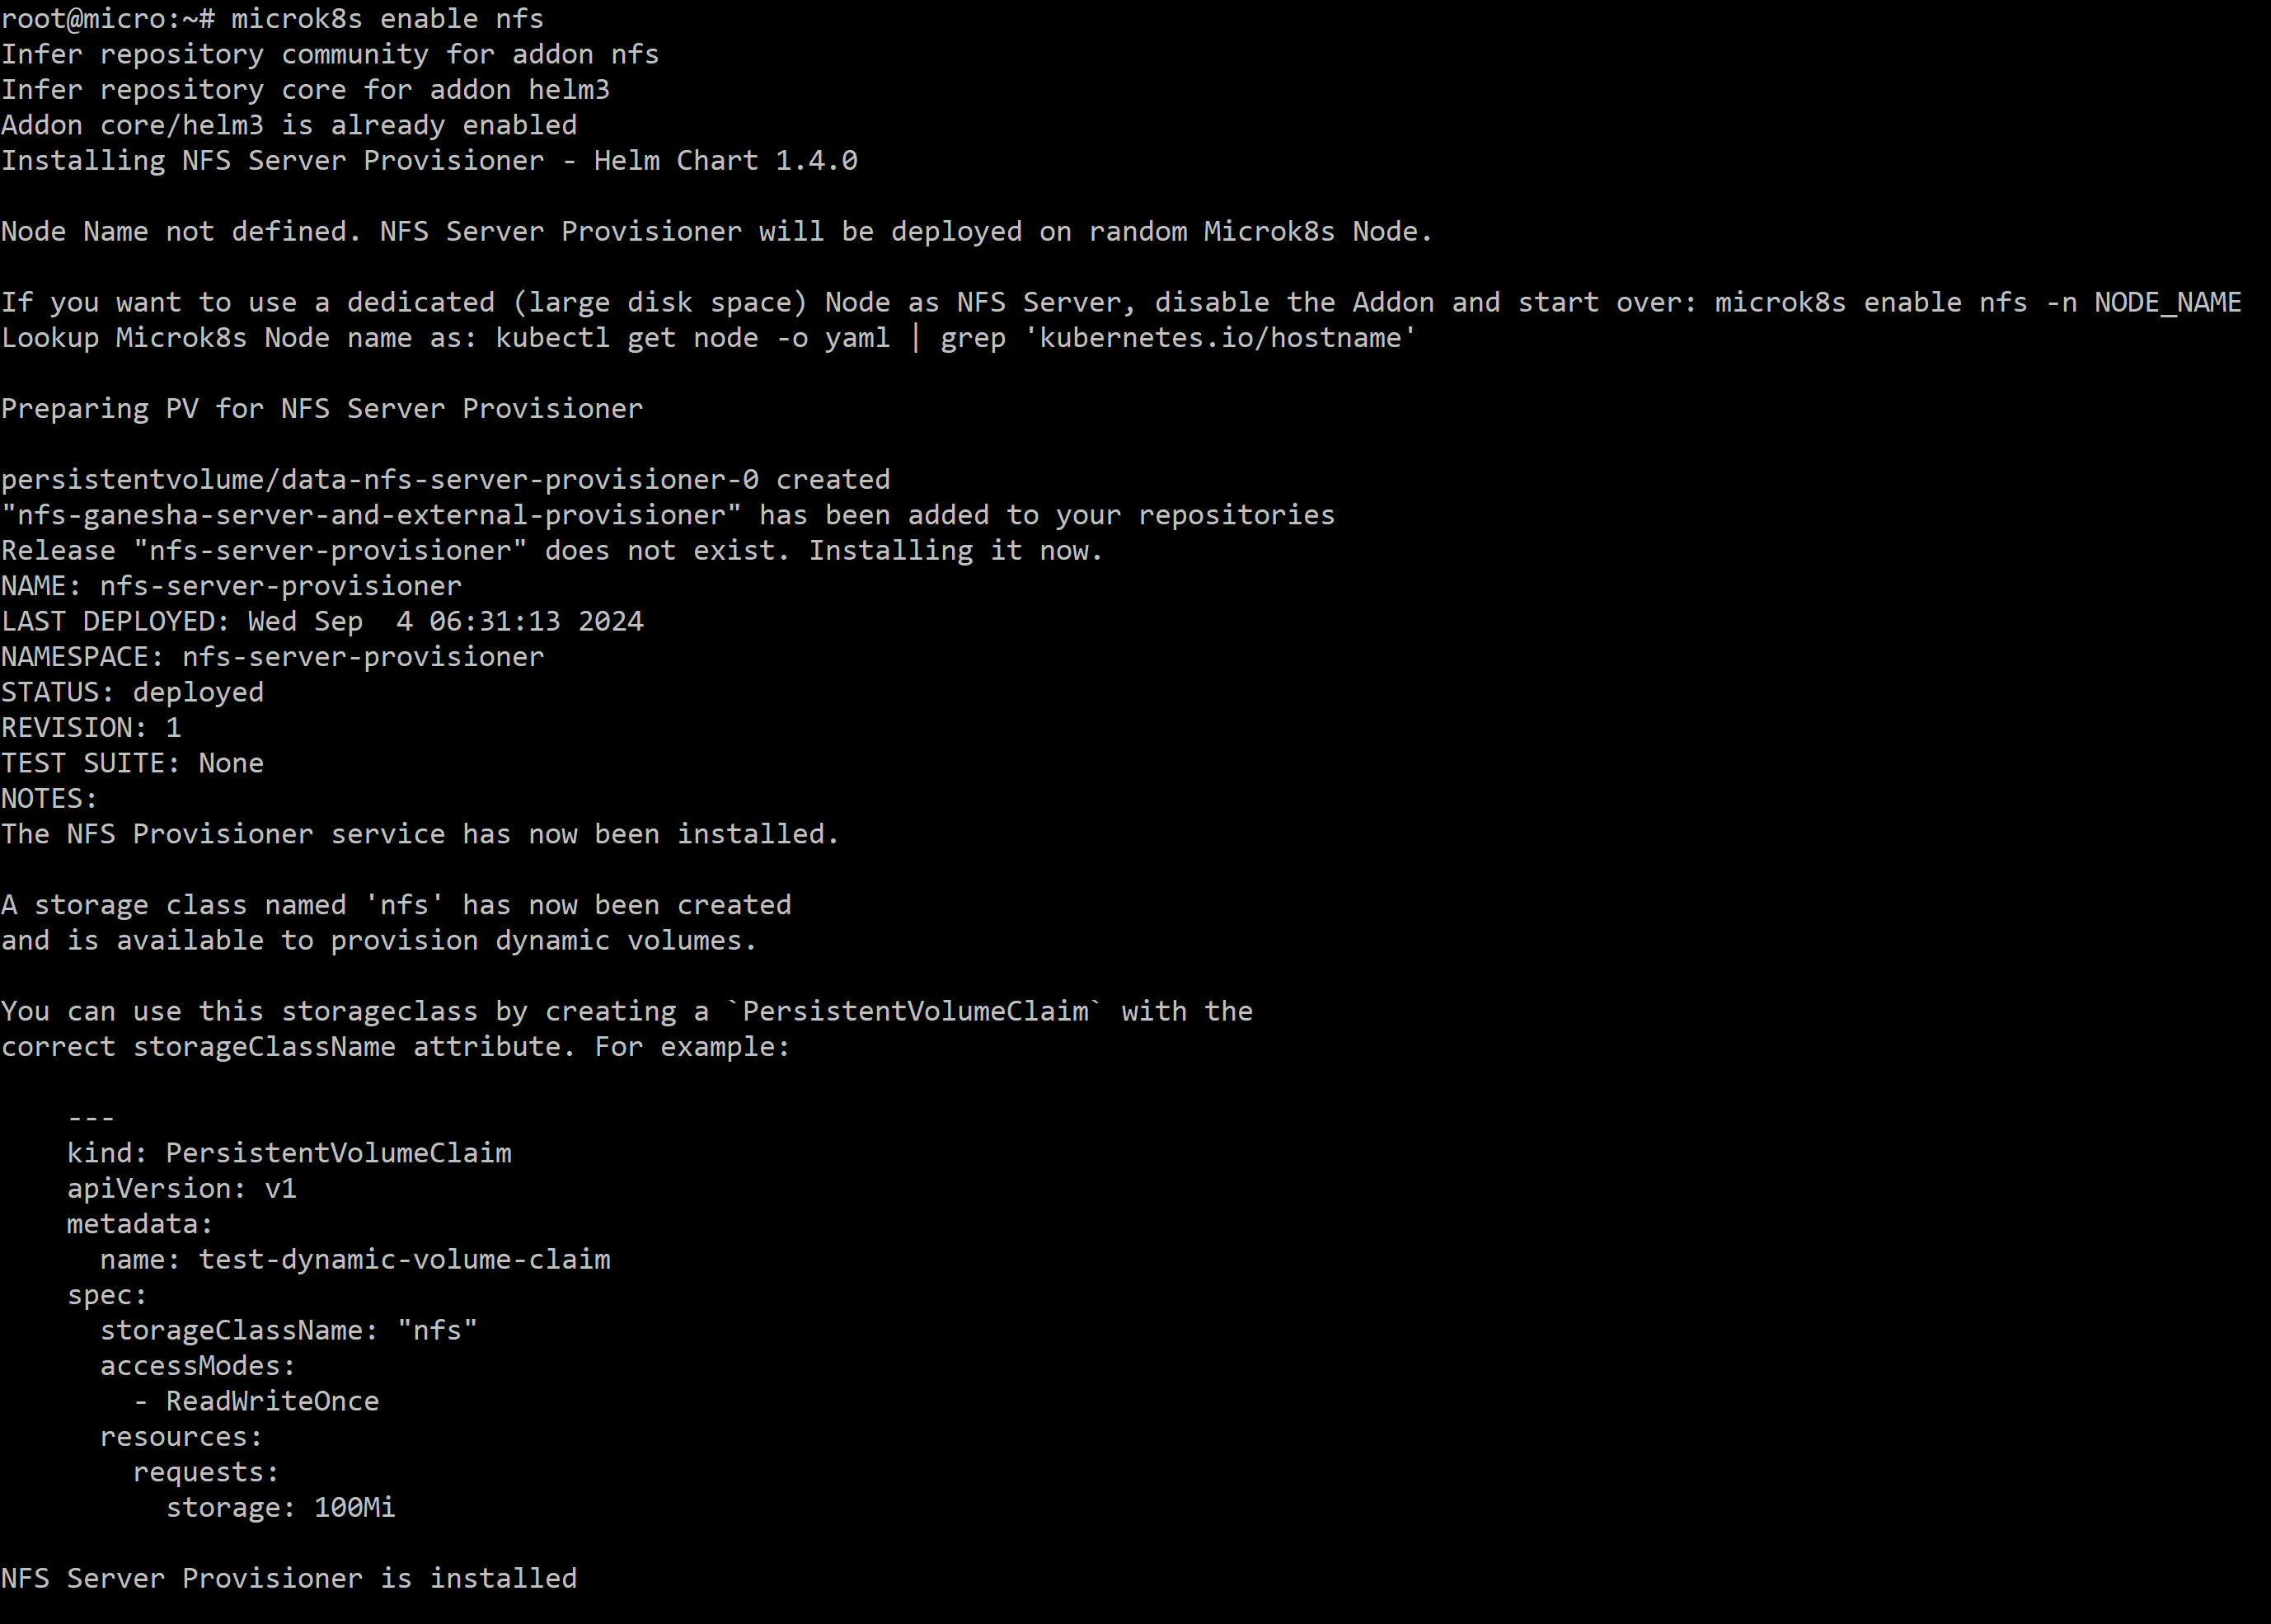 root@micro:~# microk8s enable nfs
Infer repository community for addon nfs
Infer repository core for addon helm3
Addon core/helm3 is already enabled
Installing NFS Server Provisioner - Helm Chart 1.4.0

Node Name not defined. NFS Server Provisioner will be deployed on random Microk8s Node.

If you want to use a dedicated (large disk space) Node as NFS Server, disable the Addon and start over: microk8s enable nfs -n NODE_NAME
Lookup Microk8s Node name as: kubectl get node -o yaml | grep 'kubernetes.io/hostname'

Preparing PV for NFS Server Provisioner

persistentvolume/data-nfs-server-provisioner-0 created
"nfs-ganesha-server-and-external-provisioner" has been added to your repositories
Release "nfs-server-provisioner" does not exist. Installing it now.
NAME: nfs-server-provisioner
LAST DEPLOYED: Wed Sep  4 06:31:13 2024
NAMESPACE: nfs-server-provisioner
STATUS: deployed
REVISION: 1
TEST SUITE: None
NOTES:
The NFS Provisioner service has now been installed.

A storage class named 'nfs' has now been created
and is available to provision dynamic volumes.

You can use this storageclass by creating a `PersistentVolumeClaim` with the
correct storageClassName attribute. For example:

    ---
    kind: PersistentVolumeClaim
    apiVersion: v1
    metadata:
      name: test-dynamic-volume-claim
    spec:
      storageClassName: "nfs"
      accessModes:
        - ReadWriteOnce
      resources:
        requests:
          storage: 100Mi

NFS Server Provisioner is installed